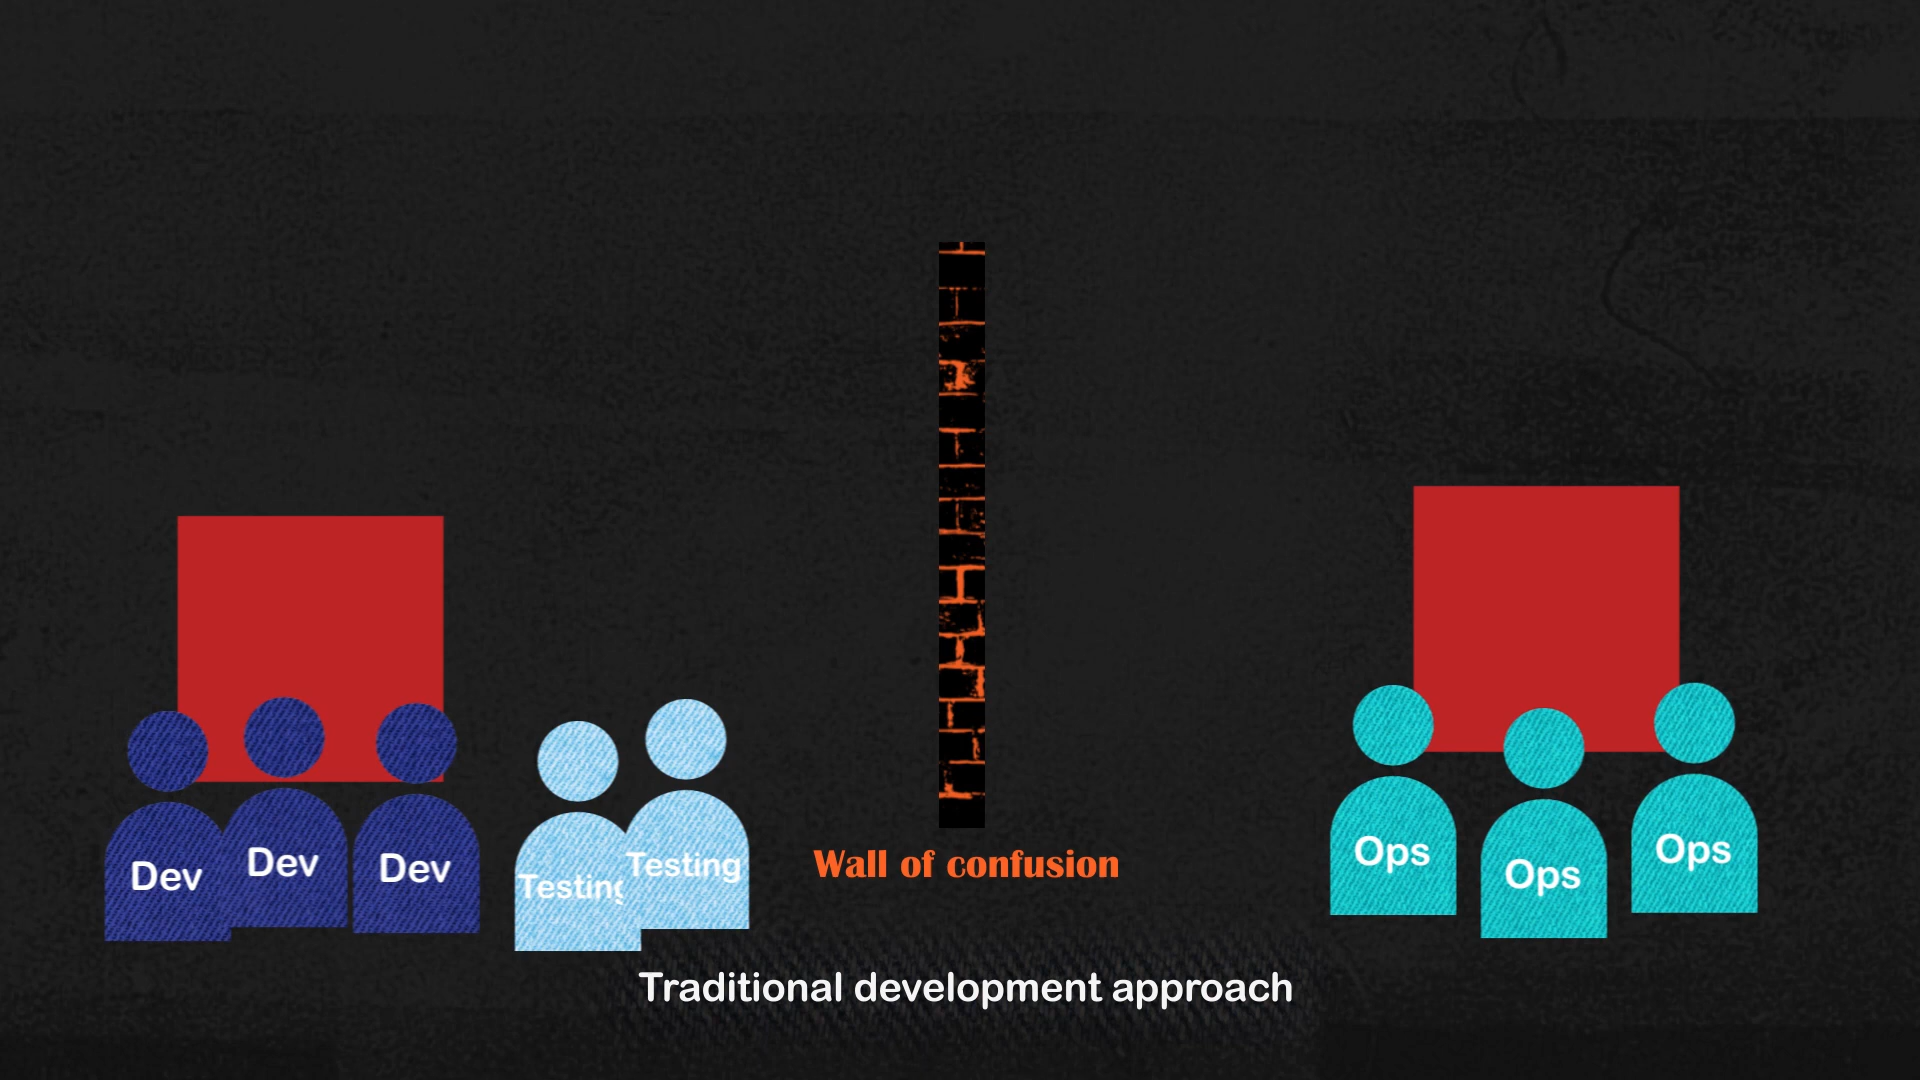 Dev
Dev
Dev
Testing
Testing
Wall of confusion
Ops
Ops
Ops
Traditional development approach